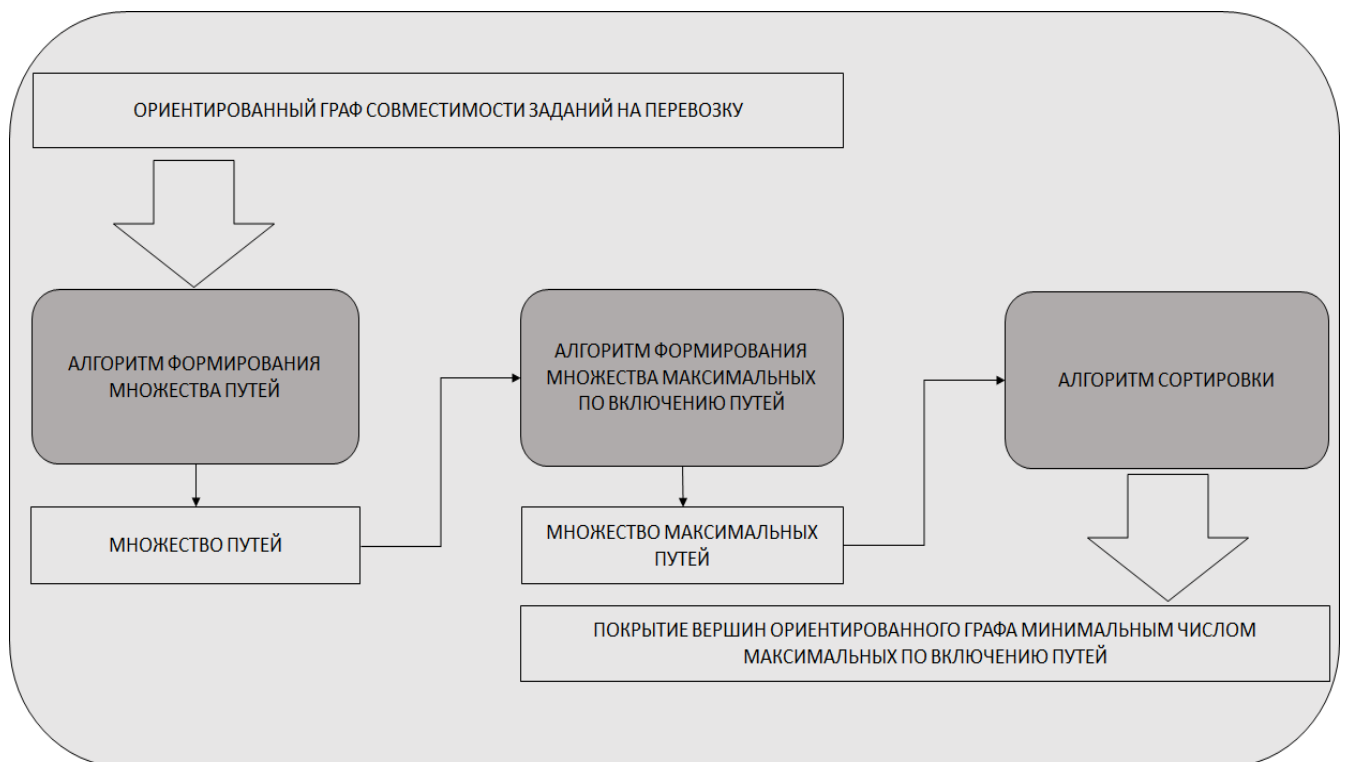 ОРИЕНТИРОВАННЫЙ ГРАФ СОВМЕСТИМОСТИ ЗАДАНИЙ НА ПЕРЕВОЗКУ
АЛГОРИТМ ФОРМИРОВАНИЯ
МНОЖЕСТВА ПУТЕЙ
АЛГОРИТМ ФОРМИРОВАНИЯ
МНОЖЕСТВА МАКСИМАЛЬНЫХ
ПО ВКЛЮЧЕНИЮ ПУТЕЙ
АЛГОРИТМ СОРТИРОВКИ
МНОЖЕСТВО ПУТЕЙ
МНОЖЕСТВО МАКСИМАЛЬНЫХ
ПУТЕЙ
ПОКРЫТИЕ ВЕРШИН ОРИЕНТИРОВАННОГО ГРАФА МИНИМАЛЬНЫМ ЧИСЛОМ
МАКСИМАЛЬНЫХ ПО ВКЛЮЧЕНИЮ ПУТЕЙ